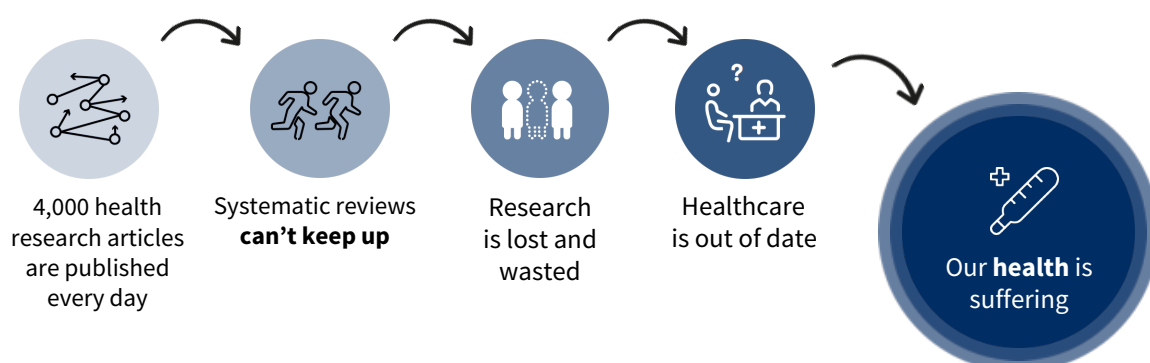 4,000 health
research articles
are published
every day
Systematic reviews
can't keep up
Research
is lost and
wasted
Healthcare
is out of date
?
Our health is
suffering